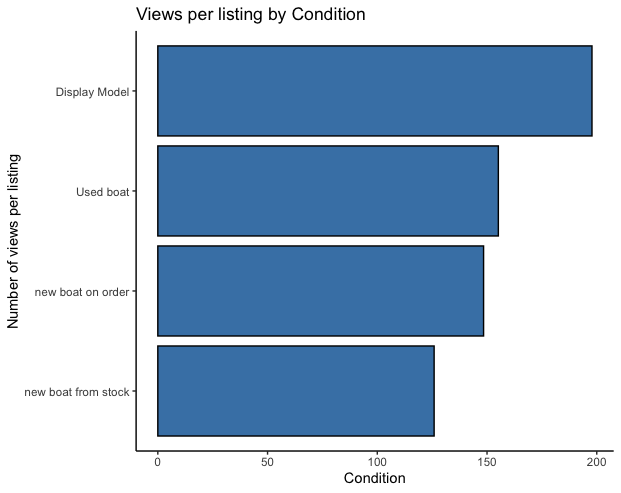 Views per listing by Condition
Number of views per listing
Display Model
Used boat
new boat on order
new boat from stock
0 50 100 150 200
Condition